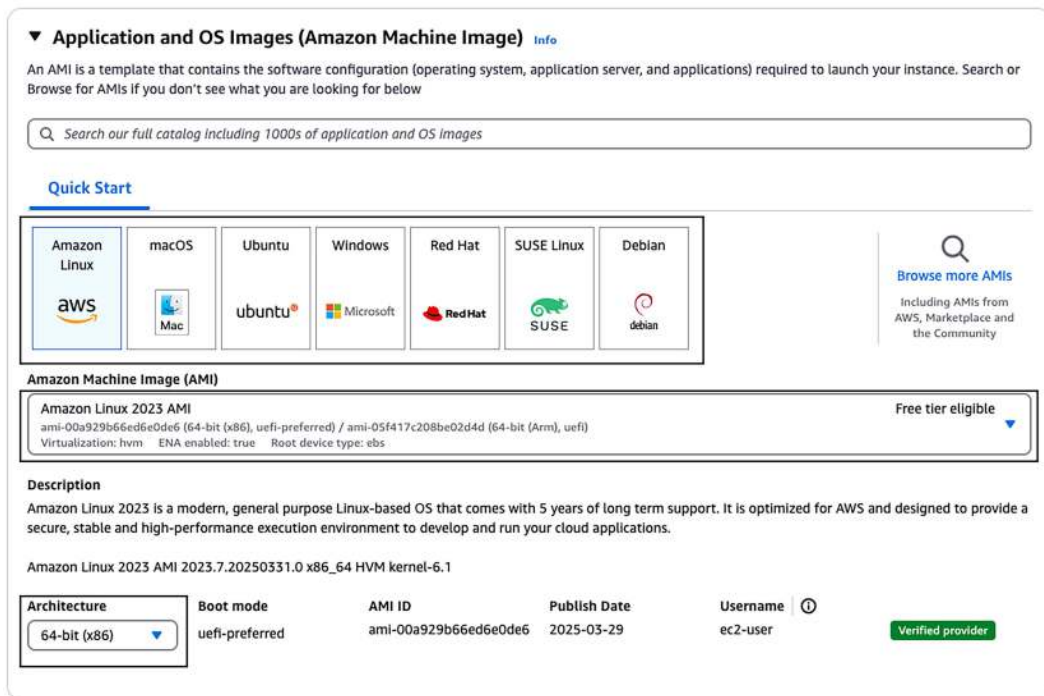 ▼ Application and OS Images (Amazon Machine Image) Info
An AMI is a template that contains the software configuration (operating system, application server, and applications) required to launch your instance. Search or
Browse for AMIs if you don't see what you are looking for below
Search our full catalog including 1000s of application and OS images
Quick Start
Amazon
Linux
aws
macOS
Mac
Ubuntu
ubuntu
Windows
Microsoft
Red Hat
Red Hat
SUSE Linux
SUSE
Debian
debian
Browse more AMIs
Including AMIs from
AWS, Marketplace and
the Community
Amazon Machine Image (AMI)
Amazon Linux 2023 AMI Free tier eligible
ami-00a929b66ed6e0de6 (64-bit (x86), uefi-preferred) / ami-05f417c208be02d4d (64-bit (Arm), uefi)
Virtualization: hvm ENA enabled: true Root device type: ebs
Description
Amazon Linux 2023 is a modern, general purpose Linux-based OS that comes with 5 years of long term support. It is optimized for AWS and designed to provide a
secure, stable and high-performance execution environment to develop and run your cloud applications.
Amazon Linux 2023 AMI 2023.7.20250331.0 x86_64 HVM kernel-6.1
Architecture Boot mode AMI ID Publish Date Username
64-bit (x86) uefi-preferred ami-00a929b66ed6e0de6 2025-03-29 ec2-user Verified provider